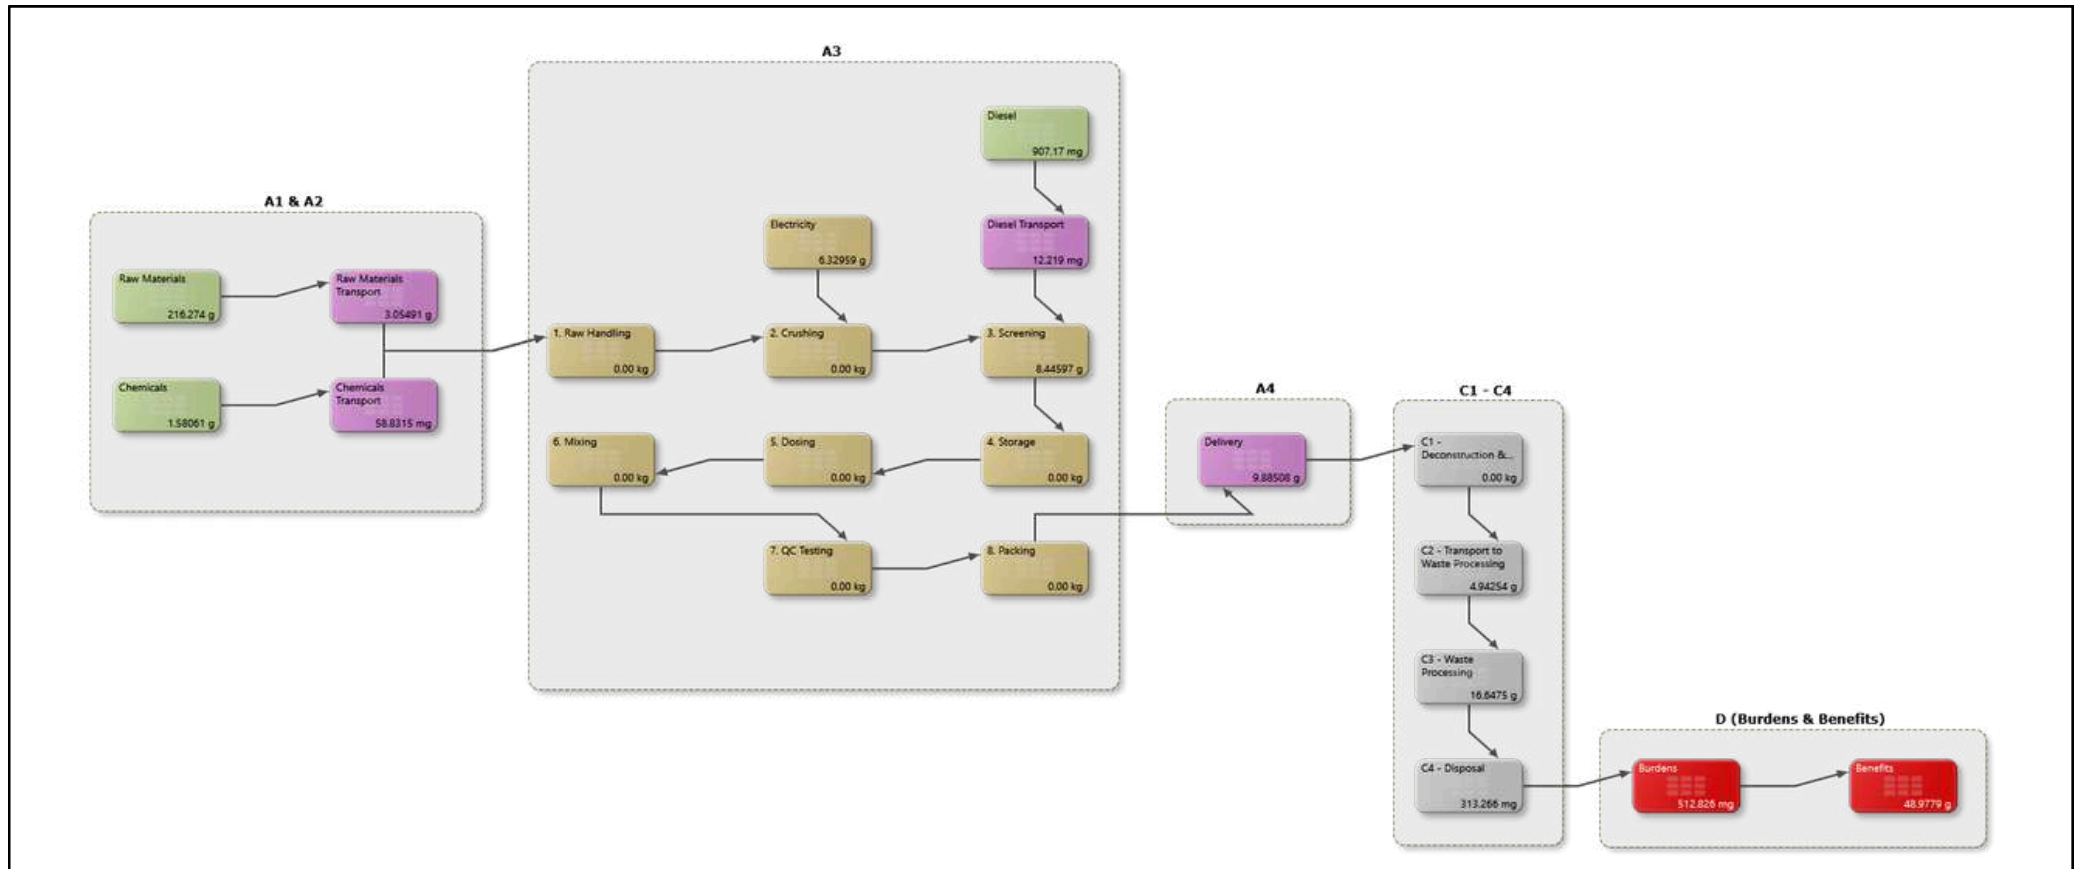 A1 & A2
Raw Materials
216.274 g
Raw Materials
Transport
3.05491 g
Chemicals
1.58061 g
Chemicals
Transport
58.8315 mg
A3
Diesel
907.17 mg
Electricity
6.32959 g
Diesel Transport
12.219 mg
1. Raw Handling
0.00 kg
2. Crushing
0.00 kg
3. Screening
8.44597 g
6. Mixing
0.00 kg
5. Dosing
0.00 kg
4. Storage
0.00 kg
7. QC Testing
0.00 kg
8. Packing
0.00 kg
A4
Delivery
9.88508 g
C1 - C4
C1 -
Deconstruction &...
0.00 kg
C2 - Transport to
Waste Processing
4.94254 g
C3 - Waste
Processing
16.6475 g
C4 - Disposal
313.266 mg
D (Burdens & Benefits)
Burdens
512.826 mg
Benefits
48.9779 g